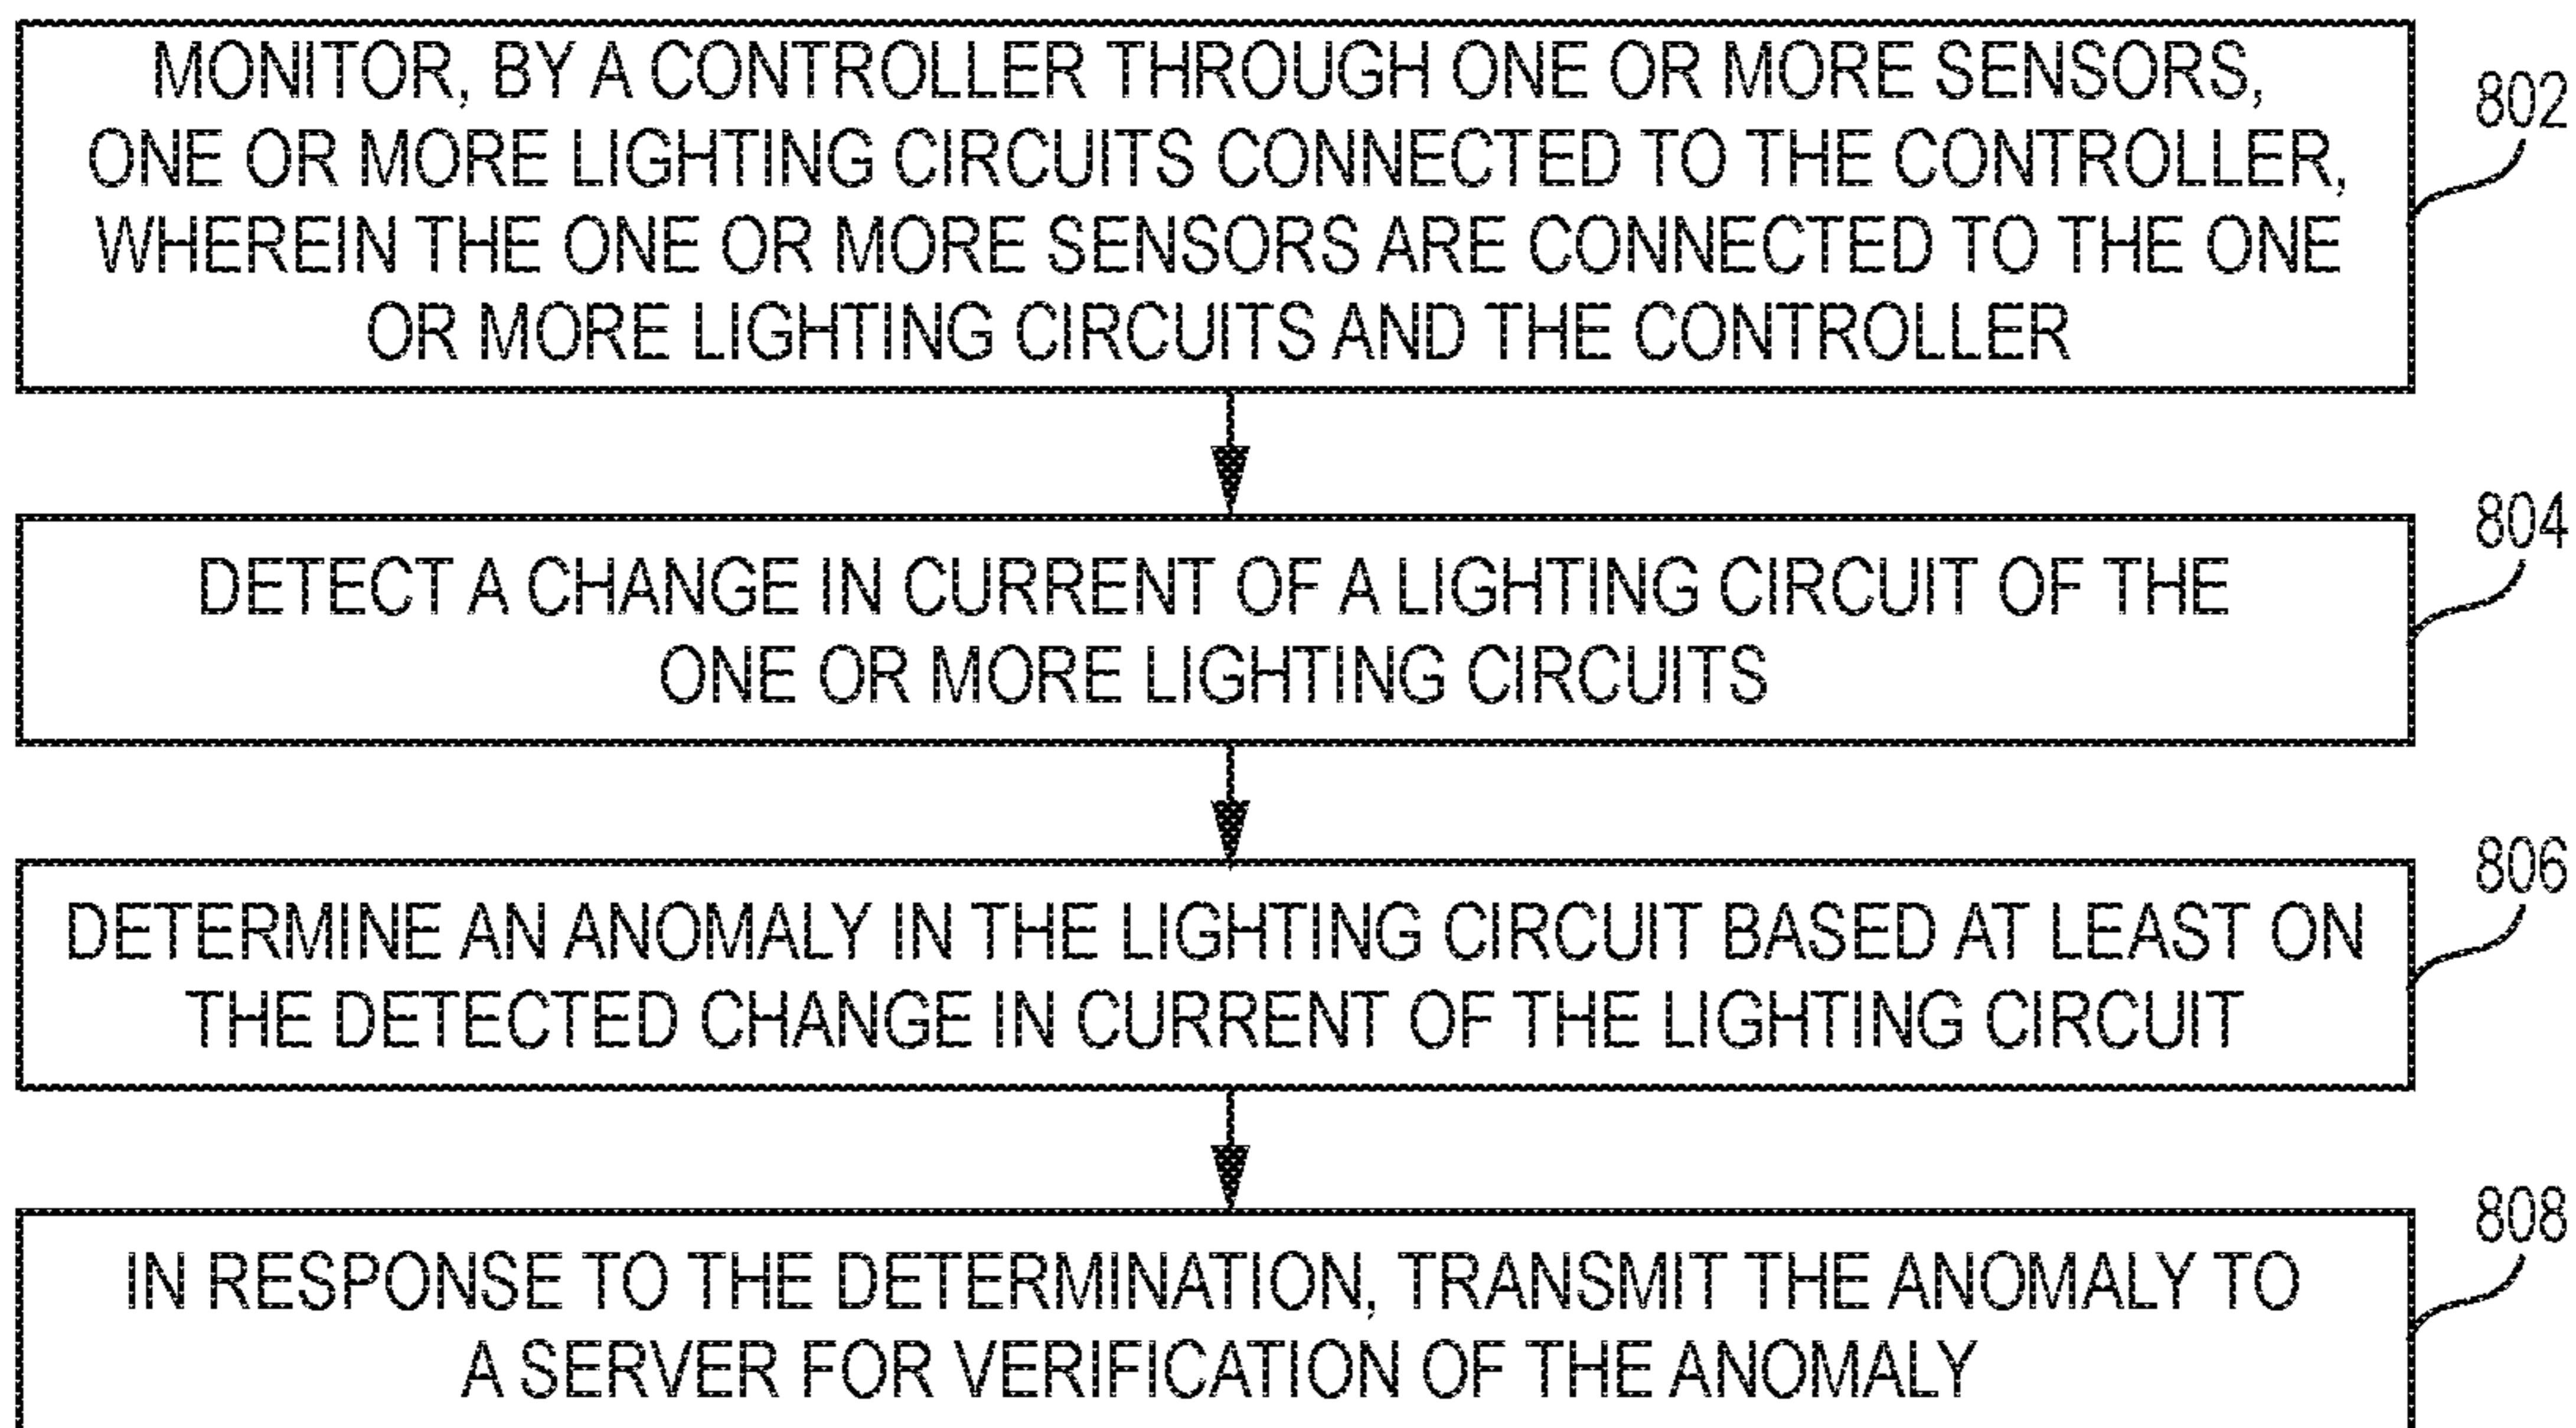 MONITOR, BY A CONTROLLER THROUGH ONE OR MORE SENSORS,
ONE OR MORE LIGHTING CIRCUITS CONNECTED TO THE CONTROLLER,
WHEREIN THE ONE OR MORE SENSORS ARE CONNECTED TO THE ONE
OR MORE LIGHTING CIRCUITS AND THE CONTROLLER
802
DETECT A CHANGE IN CURRENT OF A LIGHTING CIRCUIT OF THE
ONE OR MORE LIGHTING CIRCUITS
804
DETERMINE AN ANOMALY IN THE LIGHTING CIRCUIT BASED AT LEAST ON
THE DETECTED CHANGE IN CURRENT OF THE LIGHTING CIRCUIT
806
IN RESPONSE TO THE DETERMINATION, TRANSMIT THE ANOMALY TO
A SERVER FOR VERIFICATION OF THE ANOMALY
808